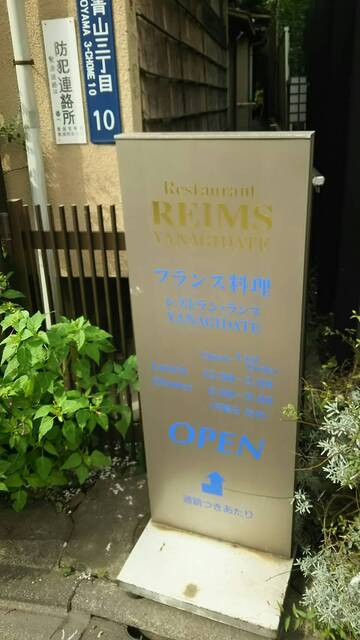 青山三丁目
AOYAMA 3-CHOME 10
10
防犯連絡所
Restaurant
REIMS
YANAGIDATE
フランス料理
レストラン・ランス
YANAGIDATE
Lunch
Dinner
OPEN
通路つきあたり